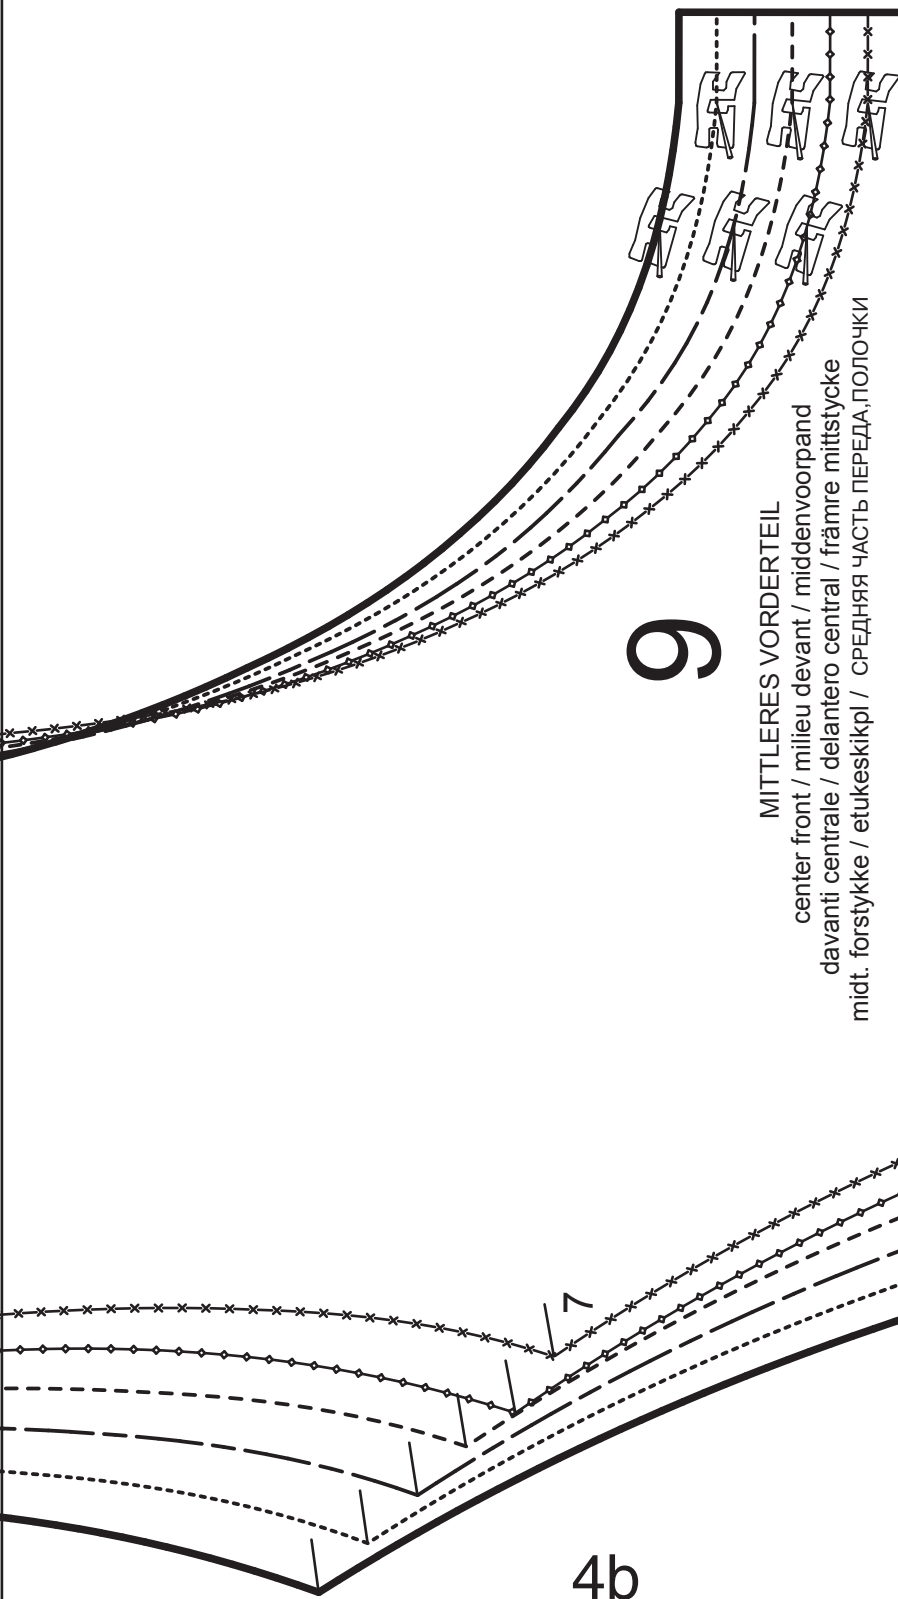 9
MITTLERES VORDERTEIL
center front / milieu devant / middenvoorpand
davanti centrale / delantero central / främre mittstycke
midt. forstykke / etukeskikpl / СРЕДНЯЯ ЧАСТЬ ПЕРЕДА,ПОЛОЧКИ
7
4b